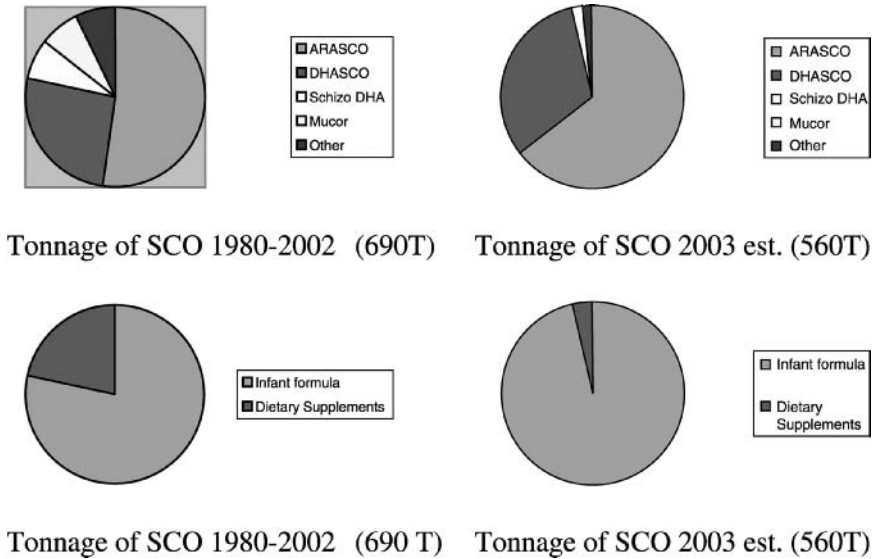 ARASCO
DHASCO
Schizo DHA
Mucor
Other
ARASCO
DHASCO
Schizo DHA
Mucor
Other
Tonnage of SCO 1980-2002 (690T)
Tonnage of SCO 2003 est. (560T)
Infant formula
Dietary Supplements
Infant formula
Dietary
Supplements
Tonnage of SCO 1980-2002 (690 T)
Tonnage of SCO 2003 est. (560T)